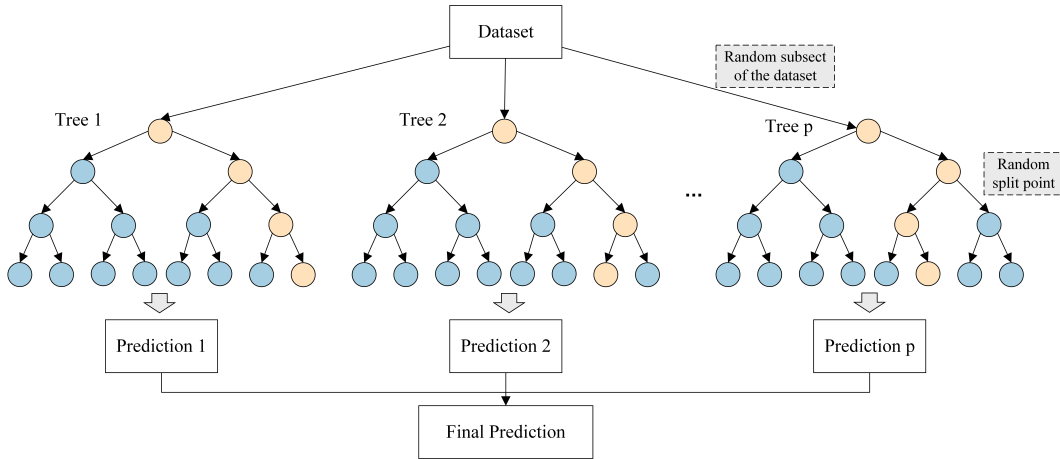 Dataset
Random subsect
of the dataset
Tree 1
Tree 2
Tree p
Random
split point
...
Prediction 1
Prediction 2
Prediction p
Final Prediction